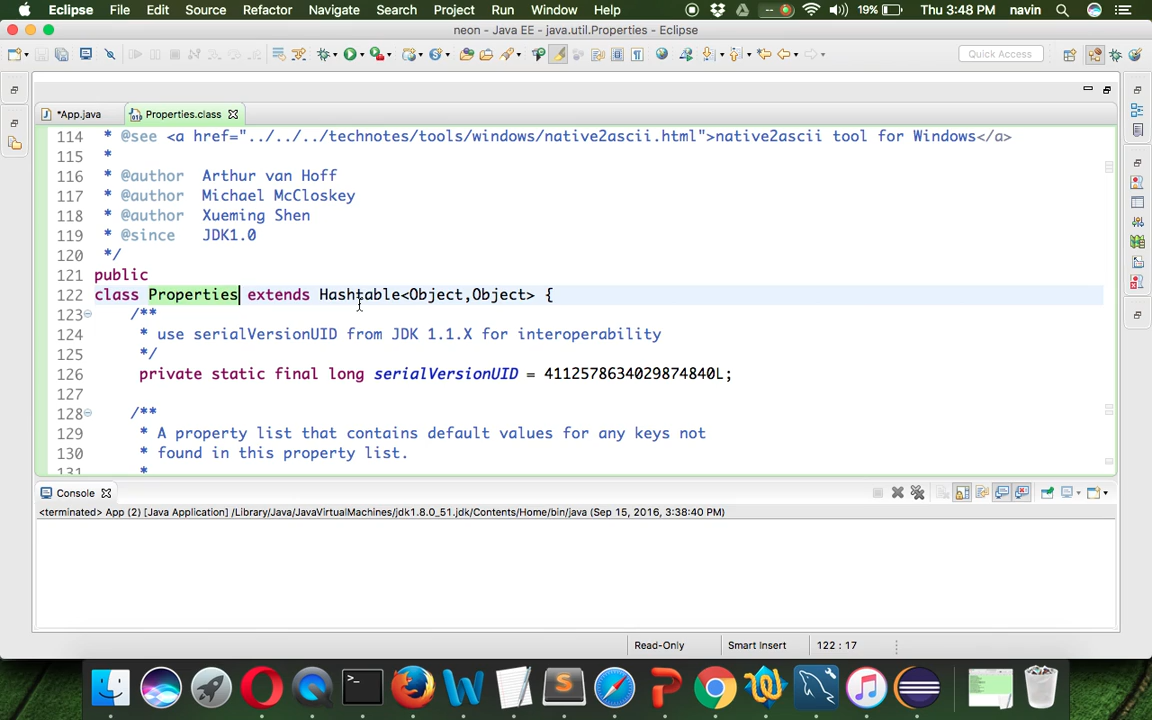 Eclipse File Edit Source Refactor Navigate Search Project Run Window Help 19% Thu 3:48 PM navin
neon - Java EE - java.util.Properties - Eclipse
Quick Access
*App.java Properties.class
114 * @see <a href="../../../technotes/tools/windows/native2ascii.html">native2ascii tool for Windows</a>
115 *
116 * @author Arthur van Hoff
117 * @author Michael McCloskey
118 * @author Xueming Shen
119 * @since JDK1.0
120 */
121 public
122 class Properties extends Hashtable<Object,Object> {
123 /**
124 * use serialVersionUID from JDK 1.1.X for interoperability
125 */
126 private static final long serialVersionUID = 4112578634029874840L;
127
128 /**
129 * A property list that contains default values for any keys not
130 * found in this property list.
131 *
Console
<terminated> App (2) [Java Application] /Library/Java/JavaVirtualMachines/jdk1.8.0_51.jdk/Contents/Home/bin/java (Sep 15, 2016, 3:38:40 PM)
Read-Only Smart Insert 122 : 17